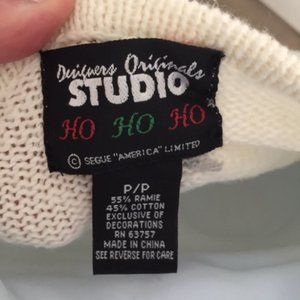 Designers Originals
STUDIO
HO HO HO
© SEGUE "AMERICA" LIMITED
P/P
55% RAMIE
45% COTTON
EXCLUSIVE OF
DECORATIONS
RN 63757
MADE IN CHINA
SEE REVERSE FOR CARE